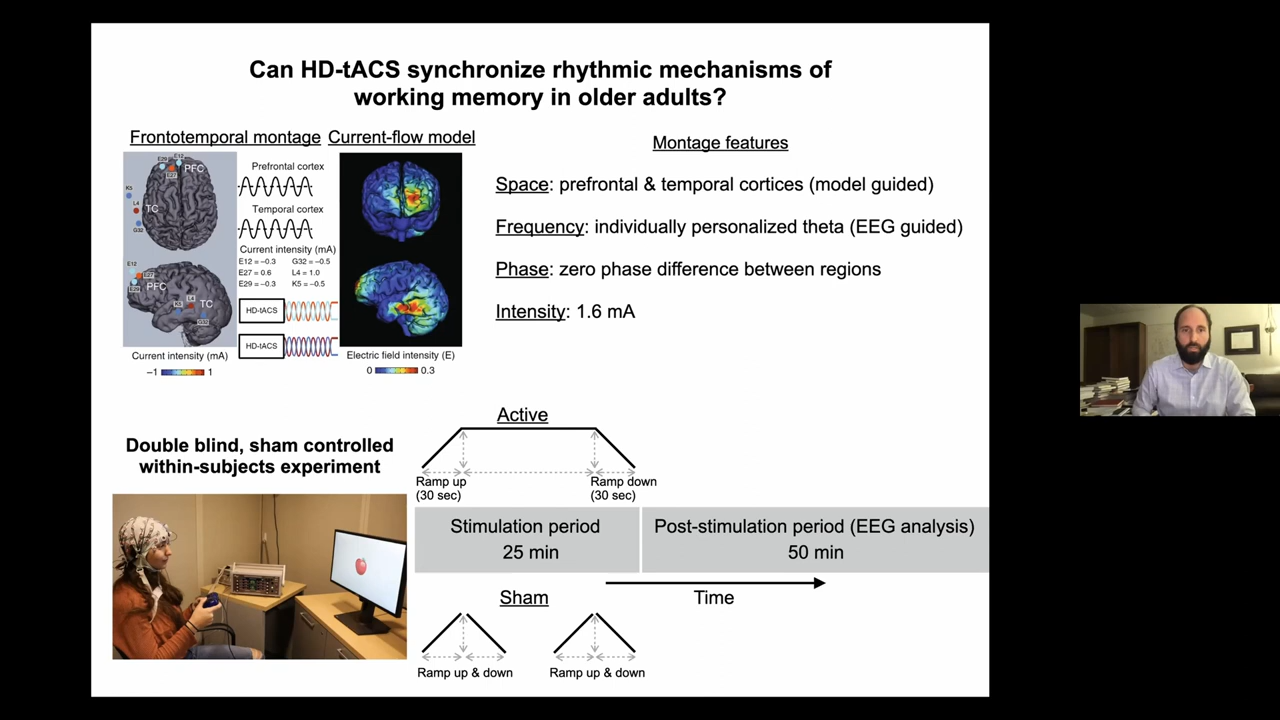 Can HD-tACS synchronize rhythmic mechanisms of
working memory in older adults?
Frontotemporal montage
Current-flow model
Montage features
E29
E12
PFC
E27
K5
L4
TC
G32
Prefrontal cortex
Temporal cortex
Current intensity (mA)
E12 = −0.3 G32 = −0.5
E27 = 0.6 L4 = 1.0
E29 = −0.3 K5 = −0.5
E12
E27
E29
PFC
K5
L4
TC
G32
HD-tACS
HD-tACS
Current intensity (mA)
−1 1
Electric field intensity (E)
0 0.3
Space: prefrontal & temporal cortices (model guided)
Frequency: individually personalized theta (EEG guided)
Phase: zero phase difference between regions
Intensity: 1.6 mA
Double blind, sham controlled
within-subjects experiment
Active
Ramp up
(30 sec)
Ramp down
(30 sec)
Stimulation period
25 min
Post-stimulation period (EEG analysis)
50 min
Time
Sham
Ramp up & down
Ramp up & down